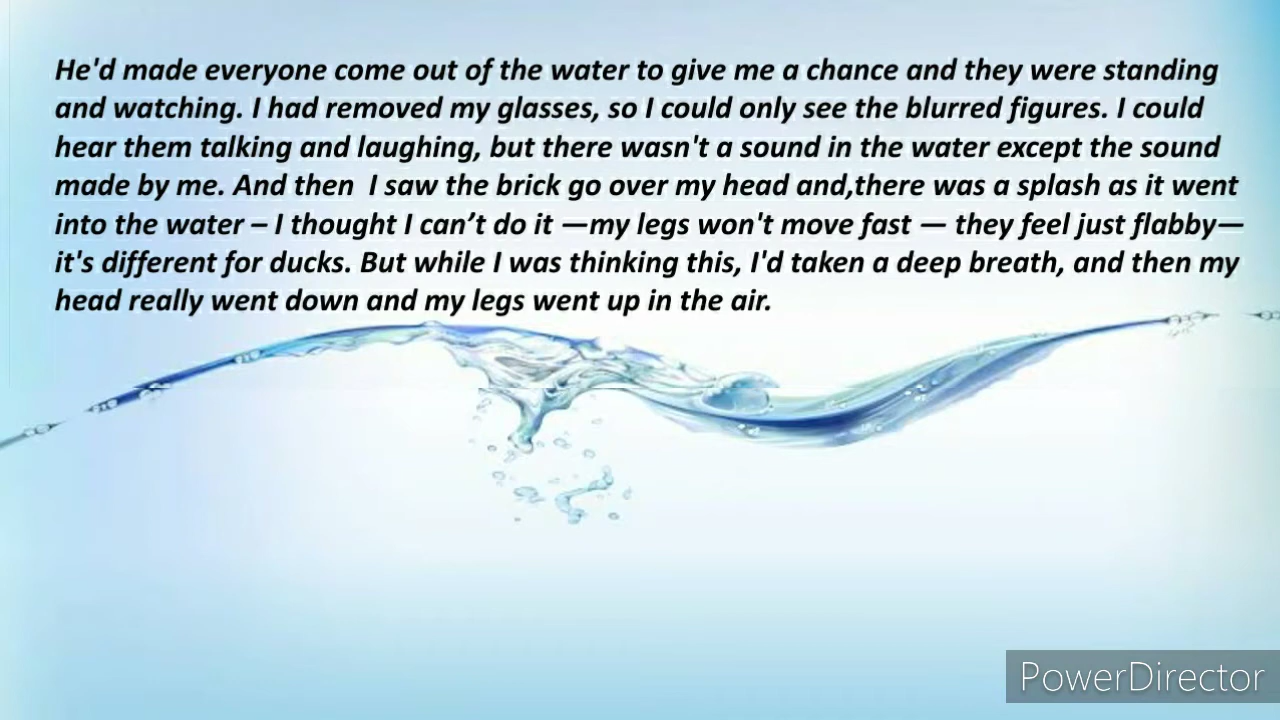 He'd made everyone come out of the water to give me a chance and they were standing
and watching. I had removed my glasses, so I could only see the blurred figures. I could
hear them talking and laughing, but there wasn't a sound in the water except the sound
made by me. And then  I saw the brick go over my head and,there was a splash as it went
into the water – I thought I can’t do it —my legs won't move fast — they feel just flabby—
it's different for ducks. But while I was thinking this, I'd taken a deep breath, and then my
head really went down and my legs went up in the air.
PowerDirector